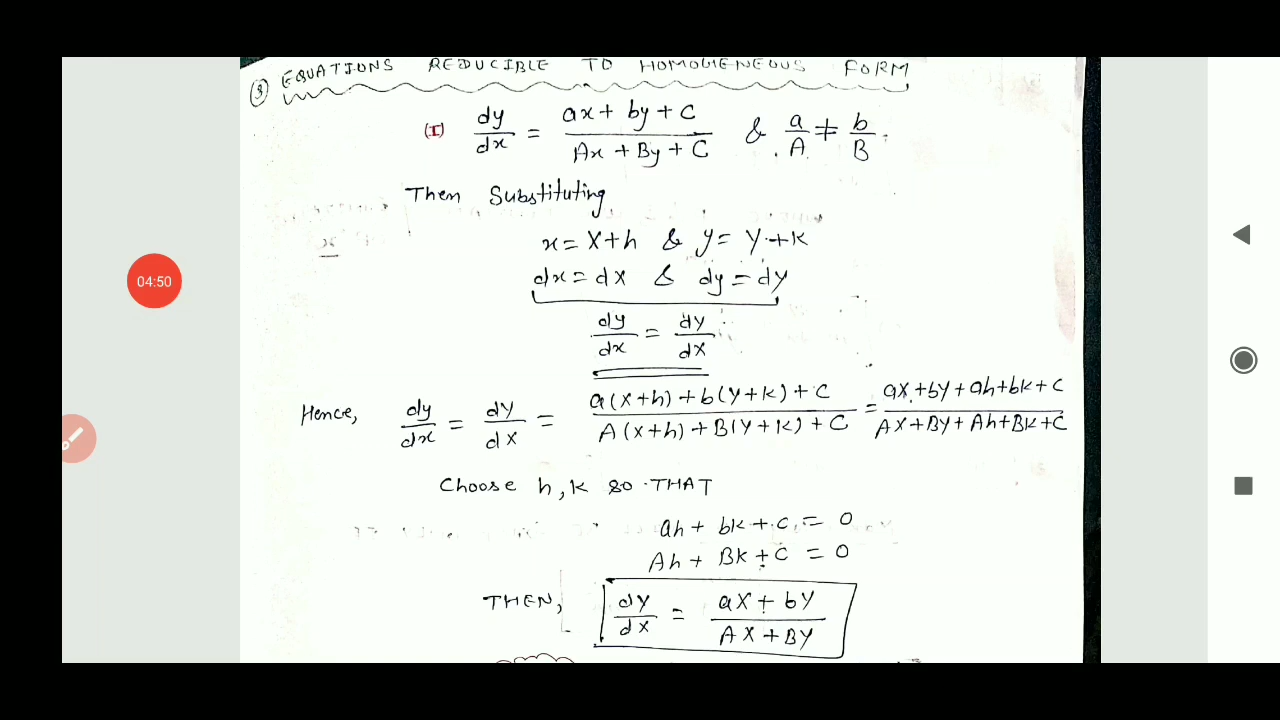 (3) EQUATIONS REDUCIBLE TO HOMOGENEOUS FORM
(I) dy/dx = (ax + by + C)/(Ax + By + C) & a/A ≠ b/B
Then Substituting
x = X+h & y = Y+k
dx = dX & dy = dY
dy/dx = dY/dX
04:50
Hence, dy/dx = dY/dX = (a(X+h) + b(Y+k) + C)/(A(X+h) + B(Y+k) + C) = (aX + bY + ah + bk + C)/(AX + BY + Ah + BK + C)
Choose h, k so THAT
ah + bk + C = 0
Ah + BK + C = 0
THEN, dY/dX = (aX + bY)/(AX + BY)